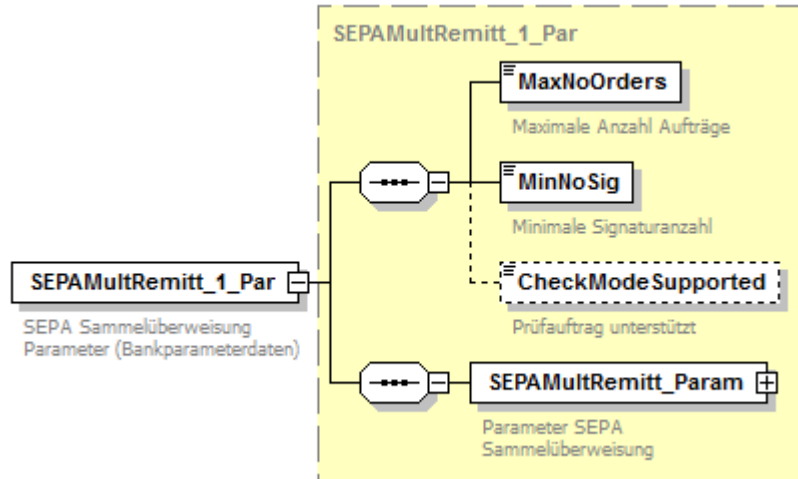 SEPAMultRemitt_1_Par
MaxNoOrders
Maximale Anzahl Aufträge
MinNoSig
Minimale Signaturanzahl
SEPAMultRemitt_1_Par
SEPA Sammelüberweisung
Parameter (Bankparameterdaten)
CheckModeSupported
Prüfauftrag unterstützt
SEPAMultRemitt_Param
Parameter SEPA
Sammelüberweisung